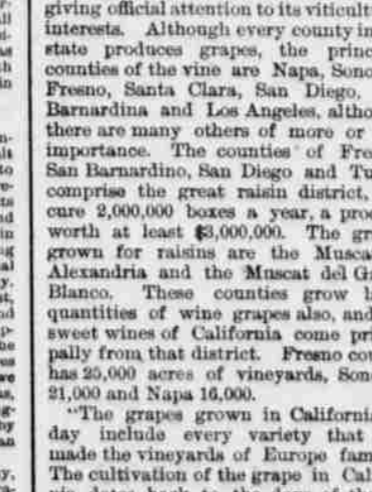 giving official attention to its viticult
interests. Although every county in
state produces grapes, the princ
counties of the vine are Napa, Sono
Fresno, Santa Clara, San Diego,
Barnardina and Los Angeles, altho
there are many others of more or
importance. The counties of Fre
San Barnardino, San Diego and Tu
comprise the great raisin district,
cure 2,000,000 boxes a year, a prod
worth at least $3,000,000. The gr
grown for raisins are the Musca
Alexandria and the Muscat del G
Blanco. These counties grow l
quantities of wine grapes also, and
sweet wines of California come pri
pally from that district. Fresno cou
has 25,000 acres of vineyards, Sono
21,000 and Napa 16,000.
"The grapes grown in California
day include every variety that
made the vineyards of Europe fam
The cultivation of the grape in Cal